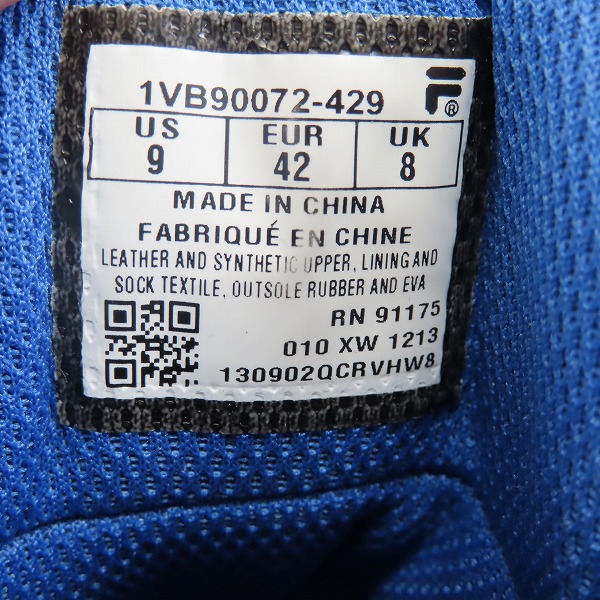 1VB90072-429 F®
US EUR UK
9 42 8
MADE IN CHINA
FABRIQUÉ EN CHINE
LEATHER AND SYNTHETIC UPPER, LINING AND
SOCK TEXTILE, OUTSOLE RUBBER AND EVA
RN 91175
010 XW 1213
130902QCRVHW8